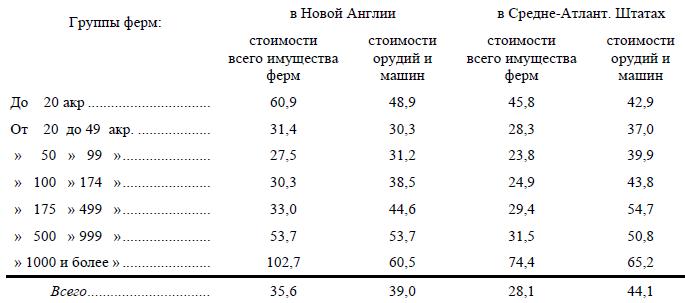 Группы ферм: в Новой Англии в Средне-Атлант. Штатах
стоимости всего имущества ферм стоимости орудий и машин стоимости всего имущества ферм стоимости орудий и машин
До 20 акр ................................ 60,9 48,9 45,8 42,9
От 20 до 49 акр. ................... 31,4 30,3 28,3 37,0
» 50 » 99 »....................... 27,5 31,2 23,8 39,9
» 100 » 174 »....................... 30,3 38,5 24,9 43,8
» 175 » 499 »....................... 33,0 44,6 29,4 54,7
» 500 » 999 »....................... 53,7 53,7 31,5 50,8
» 1000 и более »....................... 102,7 60,5 74,4 65,2
Всего................................ 35,6 39,0 28,1 44,1